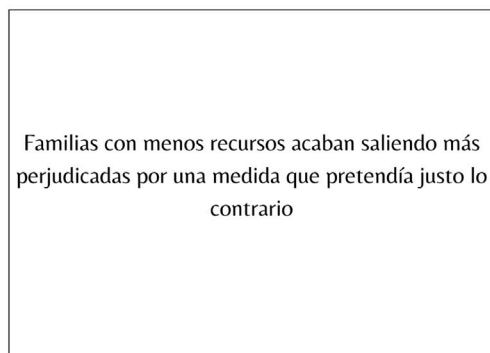 Familias con menos recursos acaban saliendo más
perjudicadas por una medida que pretendía justo lo
contrario